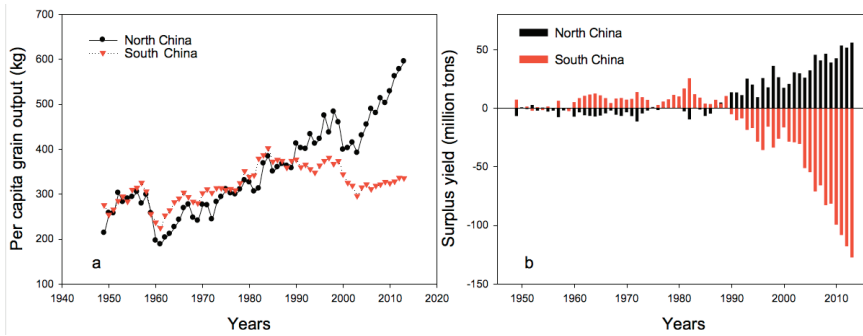 700
600
500
400
300
200
100
Per capita grain output (kg)
North China
South China
a
1940 1950 1960 1970 1980 1990 2000 2010 2020
Years
50
0
-50
-100
-150
Surplus yield (million tons)
North China
South China
b
1950 1960 1970 1980 1990 2000 2010
Years